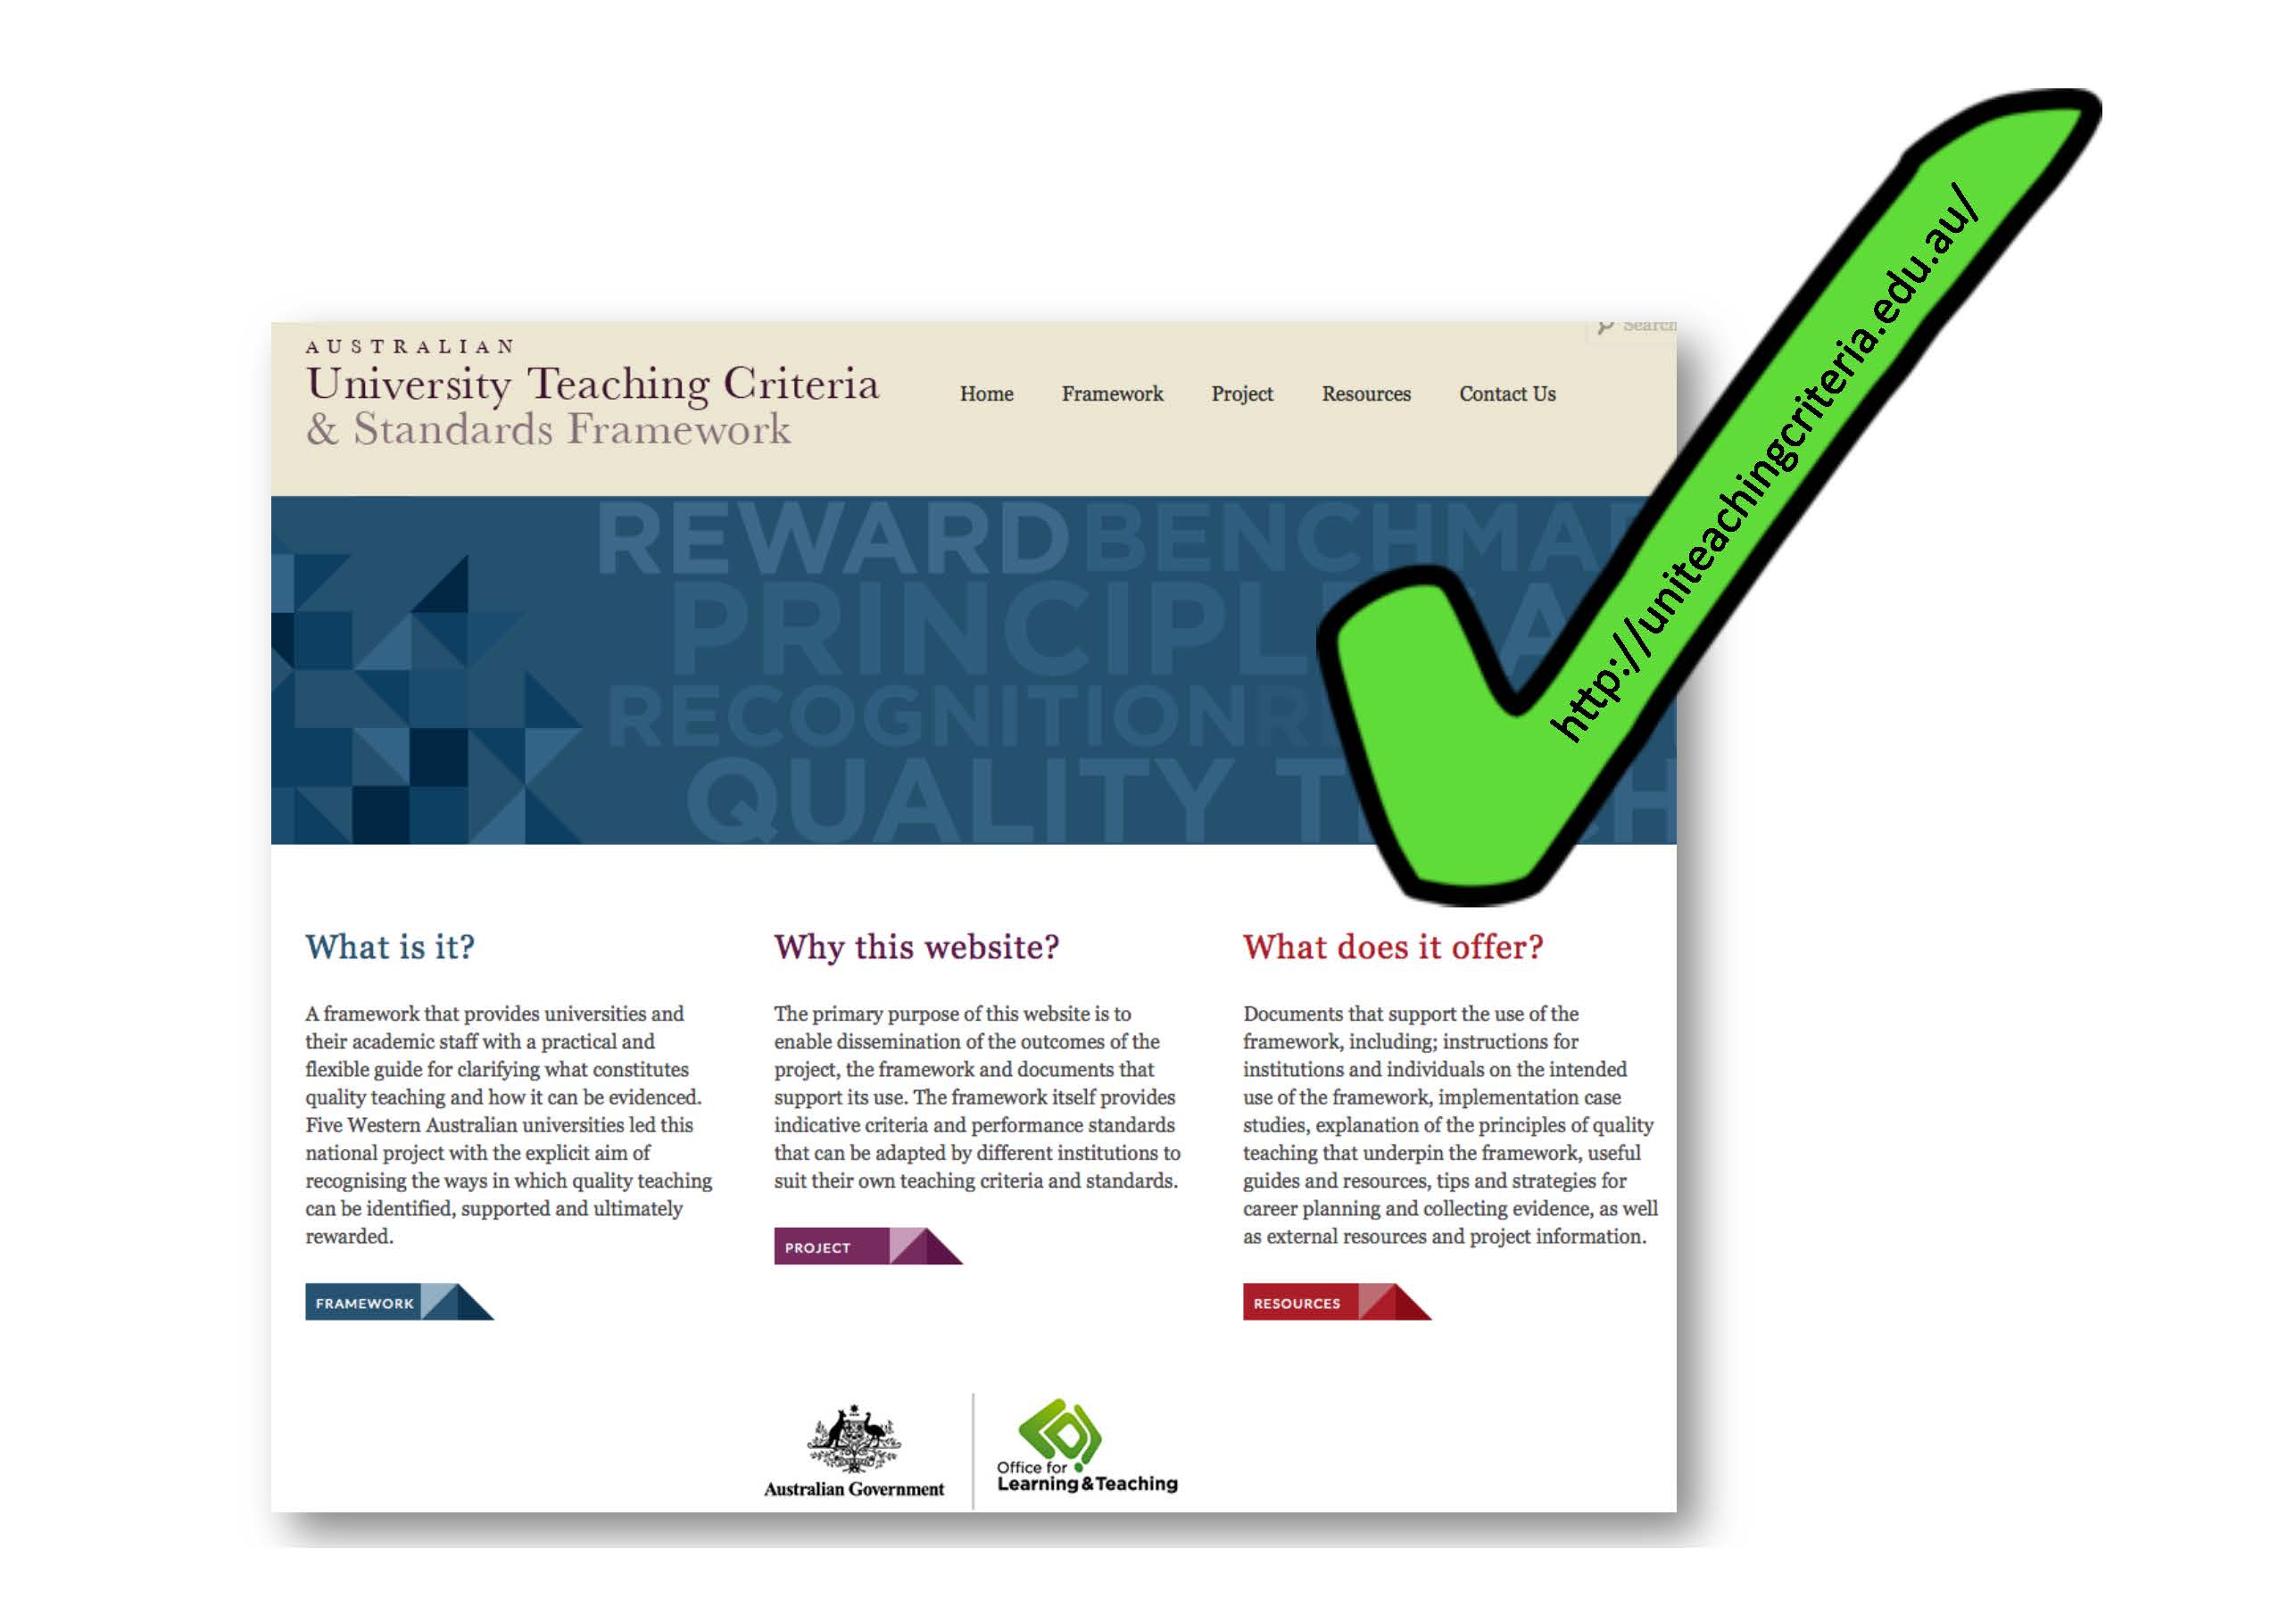 AUSTRALIAN
University Teaching Criteria
& Standards Framework
Home Framework Project Resources Contact Us
Search
http://uniteachingcriteria.edu.au/
REWARD BENCHMA
PRINCIPL
RECOGNITION
QUALITY T
What is it?
A framework that provides universities and
their academic staff with a practical and
flexible guide for clarifying what constitutes
quality teaching and how it can be evidenced.
Five Western Australian universities led this
national project with the explicit aim of
recognising the ways in which quality teaching
can be identified, supported and ultimately
rewarded.
FRAMEWORK
Why this website?
The primary purpose of this website is to
enable dissemination of the outcomes of the
project, the framework and documents that
support its use. The framework itself provides
indicative criteria and performance standards
that can be adapted by different institutions to
suit their own teaching criteria and standards.
PROJECT
What does it offer?
Documents that support the use of the
framework, including; instructions for
institutions and individuals on the intended
use of the framework, implementation case
studies, explanation of the principles of quality
teaching that underpin the framework, useful
guides and resources, tips and strategies for
career planning and collecting evidence, as well
as external resources and project information.
RESOURCES
Australian Government
Office for
Learning & Teaching